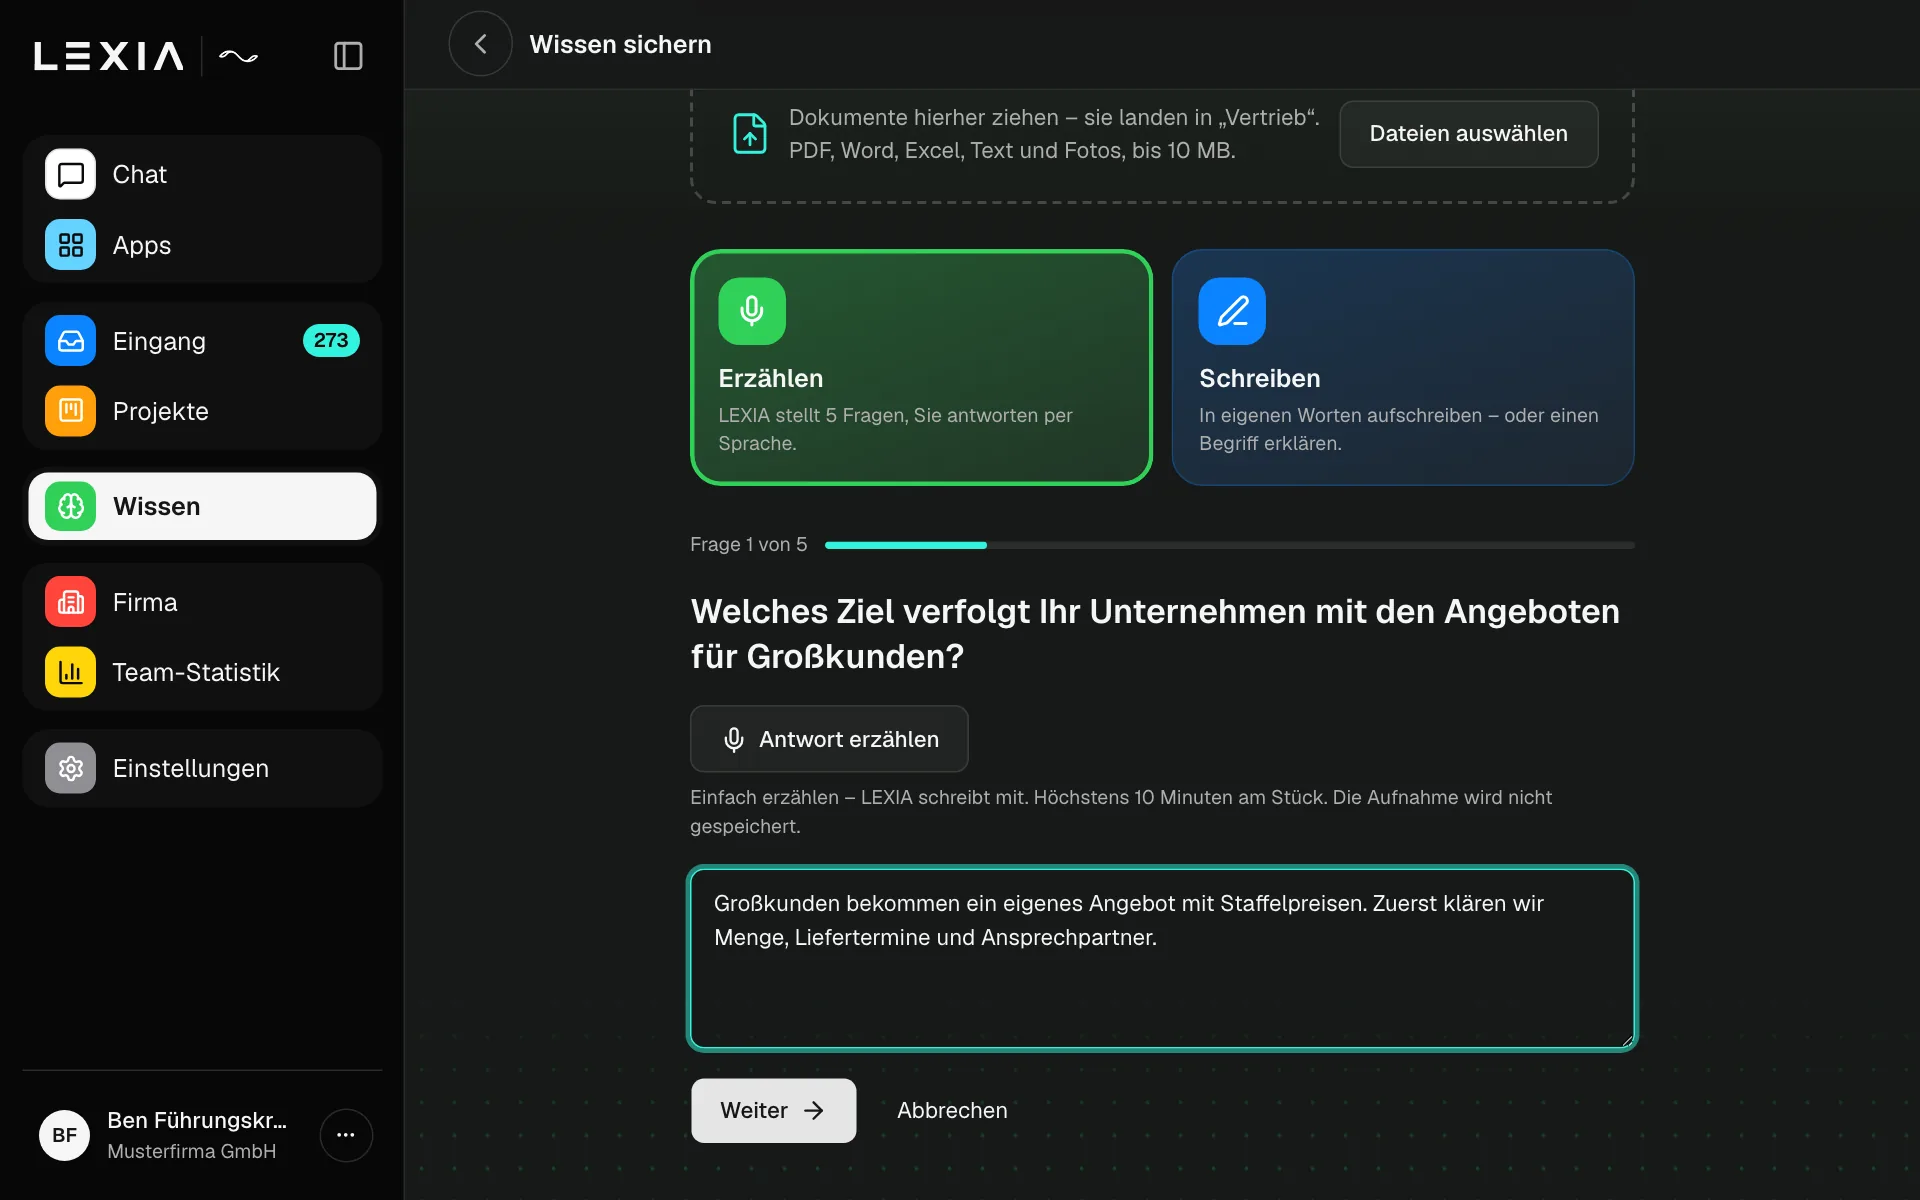 LEXIA
Chat
Apps
Eingang 273
Projekte
Wissen
Firma
Team-Statistik
Einstellungen
BF
Ben Führungskr...
Musterfirma GmbH
Wissen sichern
Dokumente hierher ziehen – sie landen in „Vertrieb“.
PDF, Word, Excel, Text und Fotos, bis 10 MB.
Dateien auswählen
Erzählen
LEXIA stellt 5 Fragen, Sie antworten per
Sprache.
Schreiben
In eigenen Worten aufschreiben – oder einen
Begriff erklären.
Frage 1 von 5
Welches Ziel verfolgt Ihr Unternehmen mit den Angeboten
für Großkunden?
Antwort erzählen
Einfach erzählen – LEXIA schreibt mit. Höchstens 10 Minuten am Stück. Die Aufnahme wird nicht
gespeichert.
Großkunden bekommen ein eigenes Angebot mit Staffelpreisen. Zuerst klären wir
Menge, Liefertermine und Ansprechpartner.
Weiter
Abbrechen